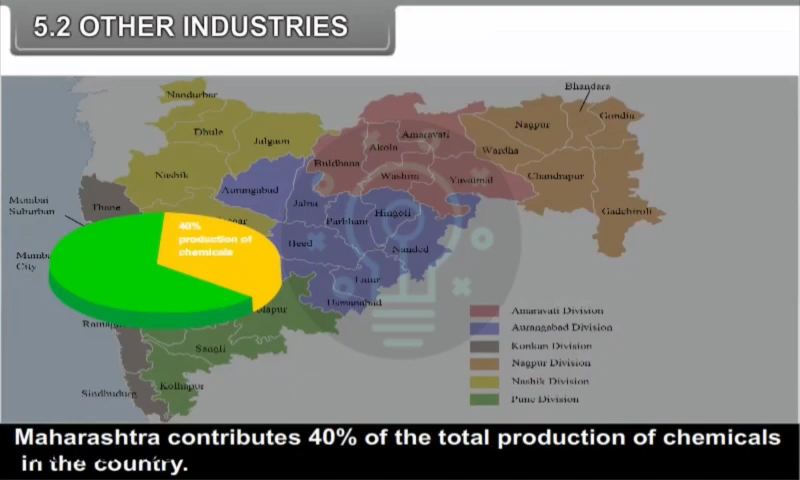 5.2 OTHER INDUSTRIES
Bhandara
Nandurbar
Gondia
Dhule
Nagpur
Amaravati
Jalgaon
Akola
Wardha
Buldhana
Nashik
Washim
Yavatmal
Chandrapur
Aurangabad
Mumbai
Suburban
Thane
Jalna
Hingoli
Gadchiroli
Parbhani
40%
production of
chemicals
Beed
Nanded
City
Latur
Osmanabad
Sangli
Kolhapur
Sindhudurg
Amaravati Division
Aurangabad Division
Konkan Division
Nagpur Division
Nashik Division
Pune Division
Maharashtra contributes 40% of the total production of chemicals
in the country.